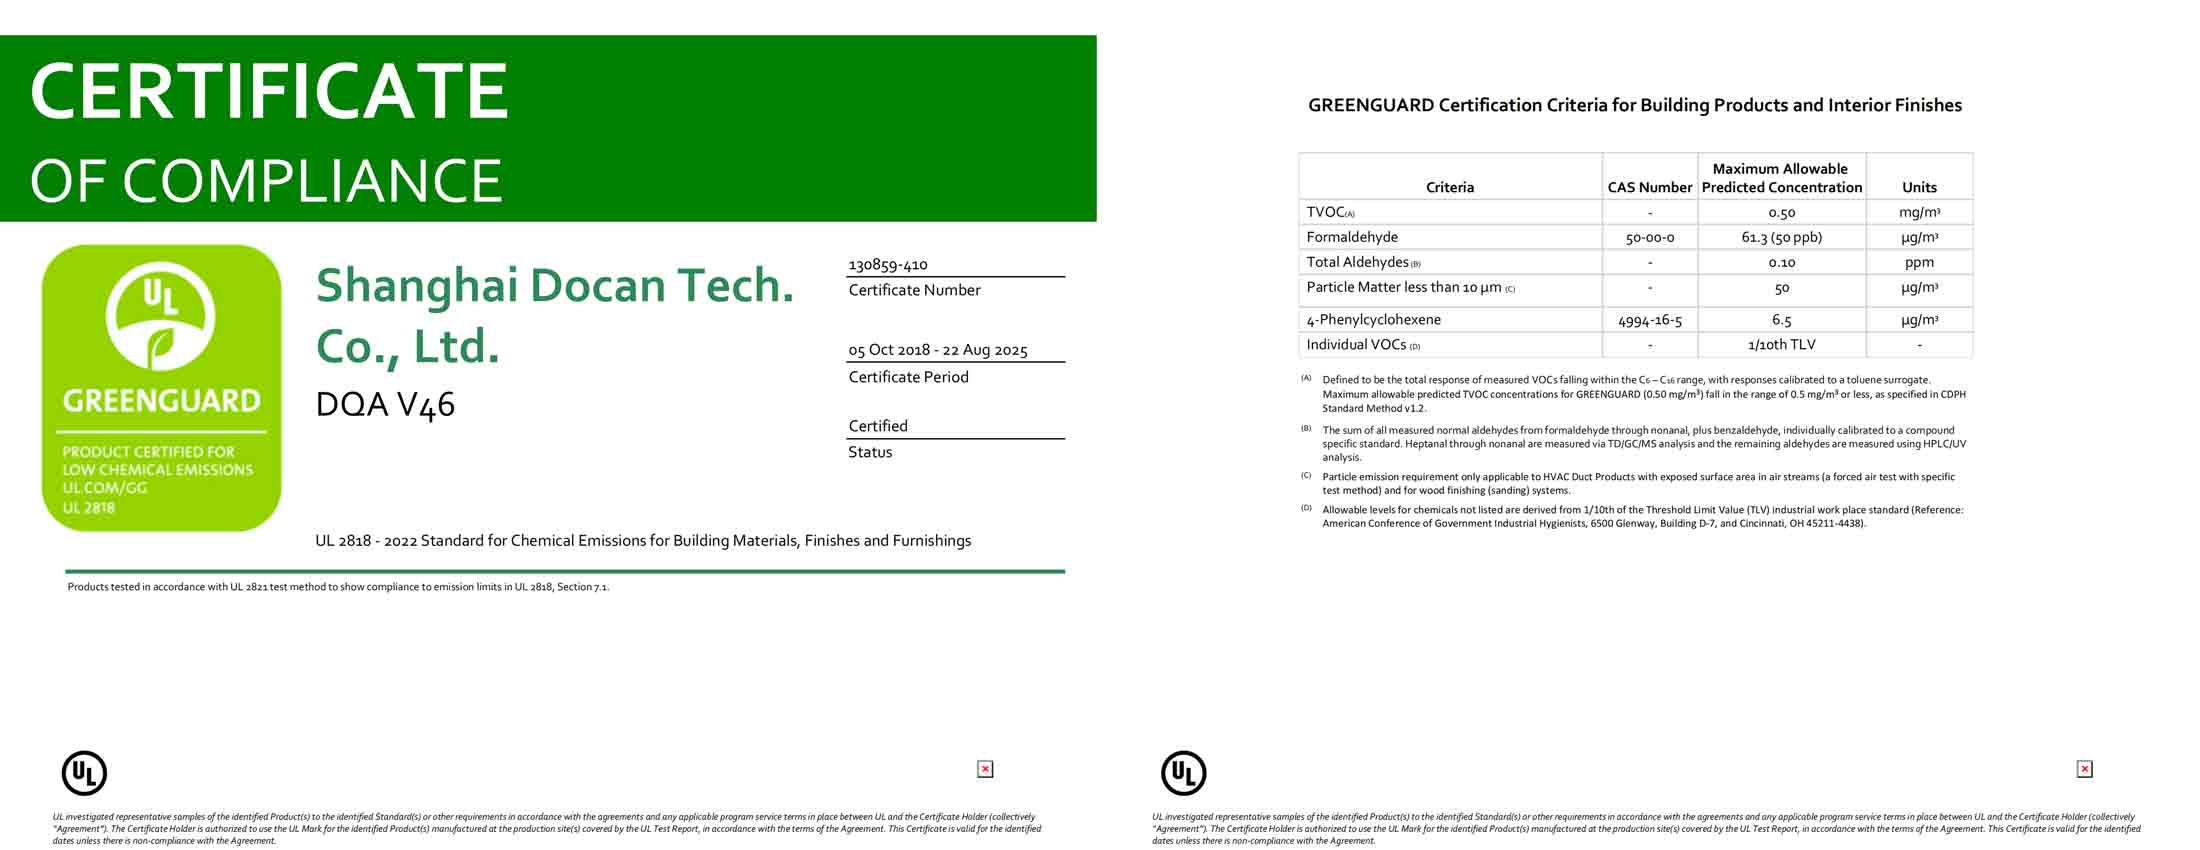 CERTIFICATE
OF COMPLIANCE
UL
GREENGUARD
PRODUCT CERTIFIED FOR
LOW CHEMICAL EMISSIONS
UL.COM/GG
UL 2818
Shanghai Docan Tech.
Co., Ltd.
DQA V46
130859-410
Certificate Number
05 Oct 2018 - 22 Aug 2025
Certificate Period
Certified
Status
UL 2818 - 2022 Standard for Chemical Emissions for Building Materials, Finishes and Furnishings
Products tested in accordance with UL 2821 test method to show compliance to emission limits in UL 2818, Section 7.1.
UL
UL investigated representative samples of the identified Product(s) to the identified Standard(s) or other requirements in accordance with the agreements and any applicable program service terms in place between UL and the Certificate Holder (collectively
"Agreement"). The Certificate Holder is authorized to use the UL Mark for the identified Product(s) manufactured at the production site(s) covered by the UL Test Report, in accordance with the terms of the Agreement. This Certificate is valid for the identified
dates unless there is non-compliance with the Agreement.
GREENGUARD Certification Criteria for Building Products and Interior Finishes
Criteria CAS Number Maximum Allowable Predicted Concentration Units
TVOC(A) - 0.50 mg/m³
Formaldehyde 50-00-0 61.3 (50 ppb) µg/m³
Total Aldehydes (B) - 0.10 ppm
Particle Matter less than 10 µm (C) - 50 µg/m³
4-Phenylcyclohexene 4994-16-5 6.5 µg/m³
Individual VOCs (D) - 1/10th TLV -
(A) Defined to be the total response of measured VOCs falling within the C6 – C16 range, with responses calibrated to a toluene surrogate.
Maximum allowable predicted TVOC concentrations for GREENGUARD (0.50 mg/m³) fall in the range of 0.5 mg/m³ or less, as specified in CDPH
Standard Method v1.2.
(B) The sum of all measured normal aldehydes from formaldehyde through nonanal, plus benzaldehyde, individually calibrated to a compound
specific standard. Heptanal through nonanal are measured via TD/GC/MS analysis and the remaining aldehydes are measured using HPLC/UV
analysis.
(C) Particle emission requirement only applicable to HVAC Duct Products with exposed surface area in air streams (a forced air test with specific
test method) and for wood finishing (sanding) systems.
(D) Allowable levels for chemicals not listed are derived from 1/10th of the Threshold Limit Value (TLV) industrial work place standard (Reference:
American Conference of Government Industrial Hygienists, 6500 Glenway, Building D-7, and Cincinnati, OH 45211-4438).
UL
UL investigated representative samples of the identified Product(s) to the identified Standard(s) or other requirements in accordance with the agreements and any applicable program service terms in place between UL and the Certificate Holder (collectively
"Agreement"). The Certificate Holder is authorized to use the UL Mark for the identified Product(s) manufactured at the production site(s) covered by the UL Test Report, in accordance with the terms of the Agreement. This Certificate is valid for the identified
dates unless there is non-compliance with the Agreement.